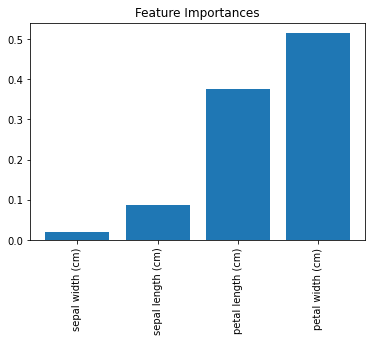 Feature Importances
0.5
0.4
0.3
0.2
0.1
0.0
sepal width (cm)
sepal length (cm)
petal length (cm)
petal width (cm)